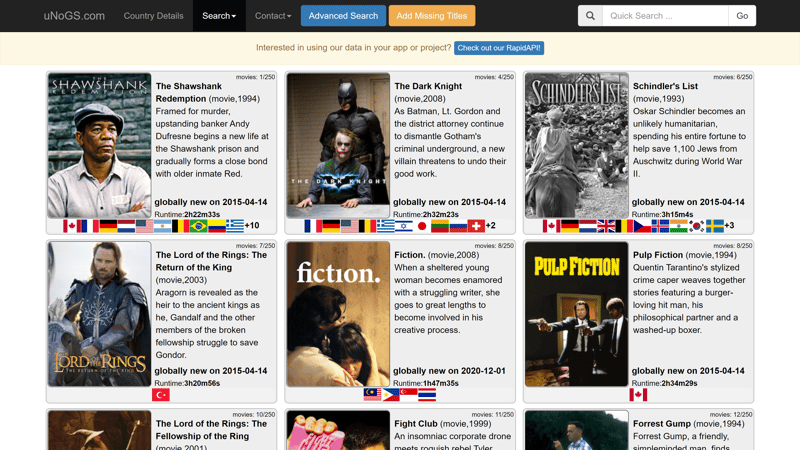 uNoGS.com Country Details Search Contact Advanced Search Add Missing Titles Quick Search ... Go
Interested in using our data in your app or project? Check out our RapidAPI!
movies: 1/250
THE
SHAWSHANK
REDEMPTION
The Shawshank
Redemption (movie,1994)
Framed for murder,
upstanding banker Andy
Dufresne begins a new life at
the Shawshank prison and
gradually forms a close bond
with older inmate Red.
globally new on 2015-04-14
Runtime:2h22m33s
+10
movies: 4/250
THE DARK KNIGHT
The Dark Knight
(movie,2008)
As Batman, Lt. Gordon and
the district attorney continue
to dismantle Gotham's
criminal underground, a new
villain threatens to undo their
good work.
globally new on 2015-04-14
Runtime:2h32m23s
+2
movies: 6/250
SCHINDLER'S LIST
Schindler's List
(movie,1993)
Oskar Schindler becomes an
unlikely humanitarian,
spending his entire fortune to
help save 1,100 Jews from
Auschwitz during World War
II.
globally new on 2015-04-14
Runtime:3h15m4s
+3
movies: 7/250
THE
LORD OF THE RINGS
THE RETURN OF THE KING
The Lord of the Rings: The
Return of the King
(movie,2003)
Aragorn is revealed as the
heir to the ancient kings as
he, Gandalf and the other
members of the broken
fellowship struggle to save
Gondor.
globally new on 2015-04-14
Runtime:3h20m56s
movies: 8/250
fiction.
Fiction. (movie,2008)
When a sheltered young
woman becomes enamored
with a struggling writer, she
goes to great lengths to
become involved in his
creative process.
globally new on 2020-12-01
Runtime:1h47m35s
movies: 8/250
PULP FICTION
Pulp Fiction (movie,1994)
Quentin Tarantino's stylized
crime caper weaves together
stories featuring a burger-
loving hit man, his
philosophical partner and a
washed-up boxer.
globally new on 2015-04-14
Runtime:2h34m29s
movies: 10/250
The Lord of the Rings: The
Fellowship of the Ring
(movie,2001)
movies: 11/250
Fight Club (movie,1999)
An insomniac corporate drone
meets roguish rebel Tyler
movies: 12/250
Forrest Gump (movie,1994)
Forrest Gump, a friendly,
simpleminded man, finds